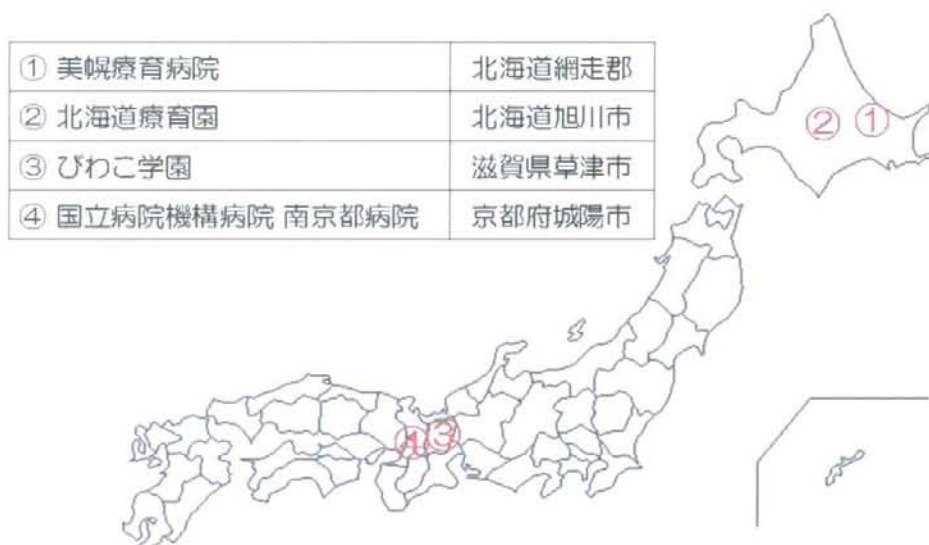 ① 美幌療育病院 北海道網走郡
② 北海道療育園 北海道旭川市
③ びわこ学園 滋賀県草津市
④ 国立病院機構病院 南京都病院 京都府城陽市
② ①
④ ③